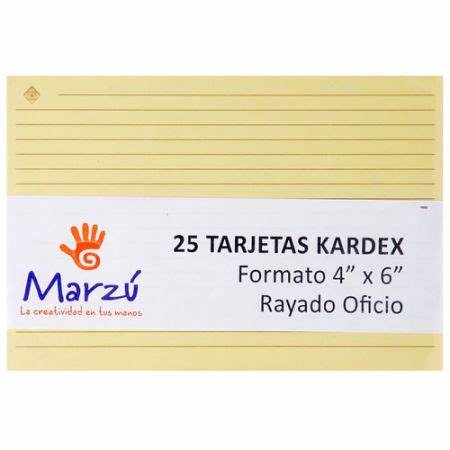 25 TARJETAS KARDEX
Formato 4” x 6”
Rayado Oficio
Marzú
La creatividad en tus manos